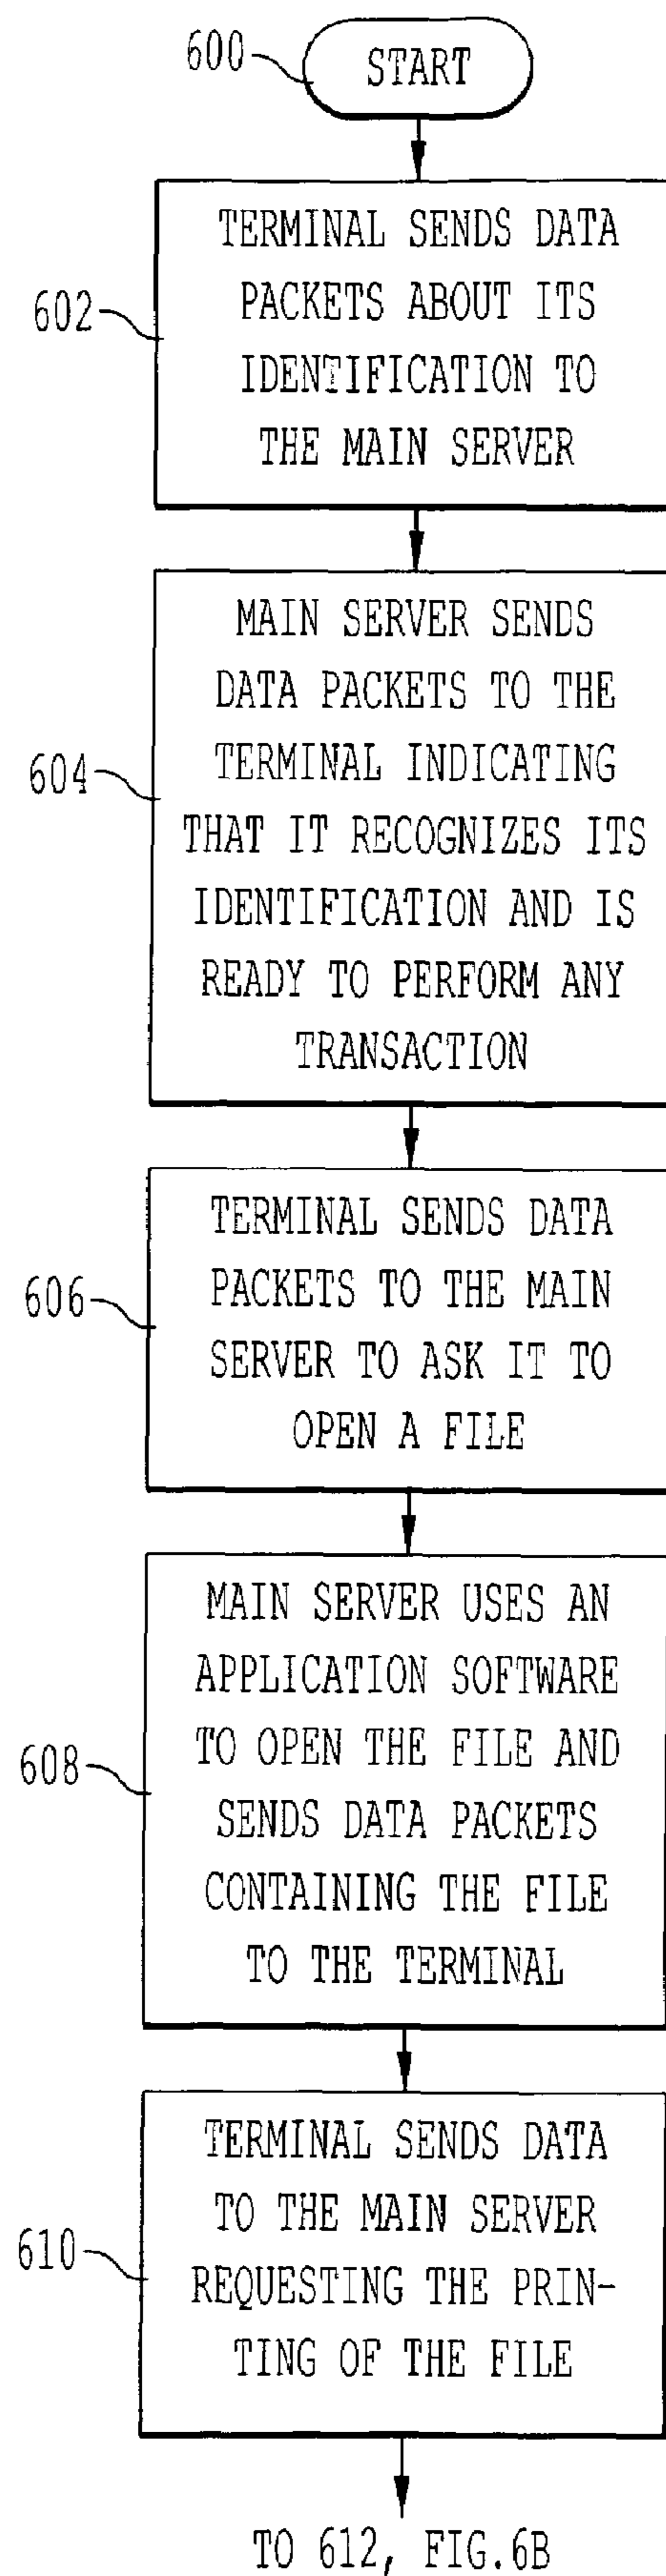 600
START
602
TERMINAL SENDS DATA
PACKETS ABOUT ITS
IDENTIFICATION TO
THE MAIN SERVER
604
MAIN SERVER SENDS
DATA PACKETS TO THE
TERMINAL INDICATING
THAT IT RECOGNIZES ITS
IDENTIFICATION AND IS
READY TO PERFORM ANY
TRANSACTION
606
TERMINAL SENDS DATA
PACKETS TO THE MAIN
SERVER TO ASK IT TO
OPEN A FILE
608
MAIN SERVER USES AN
APPLICATION SOFTWARE
TO OPEN THE FILE AND
SENDS DATA PACKETS
CONTAINING THE FILE
TO THE TERMINAL
610
TERMINAL SENDS DATA
TO THE MAIN SERVER
REQUESTING THE PRIN-
TING OF THE FILE
TO 612, FIG.6B